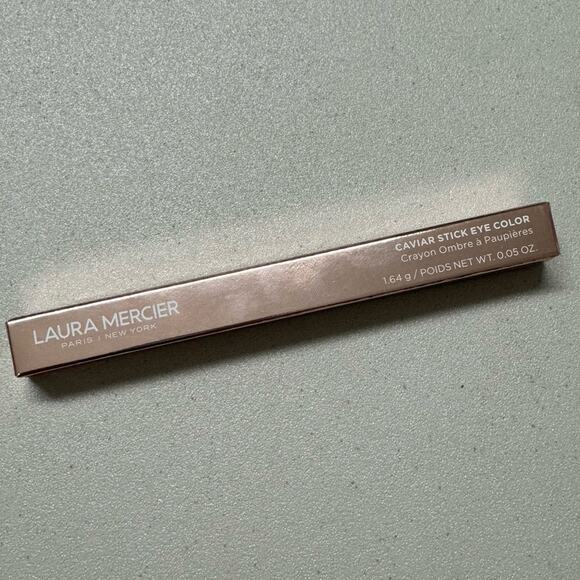 LAURA MERCIER
PARIS | NEW YORK
CAVIAR STICK EYE COLOR
Crayon Ombre à Paupières
1.64 g / POIDS NET WT. 0.05 OZ.